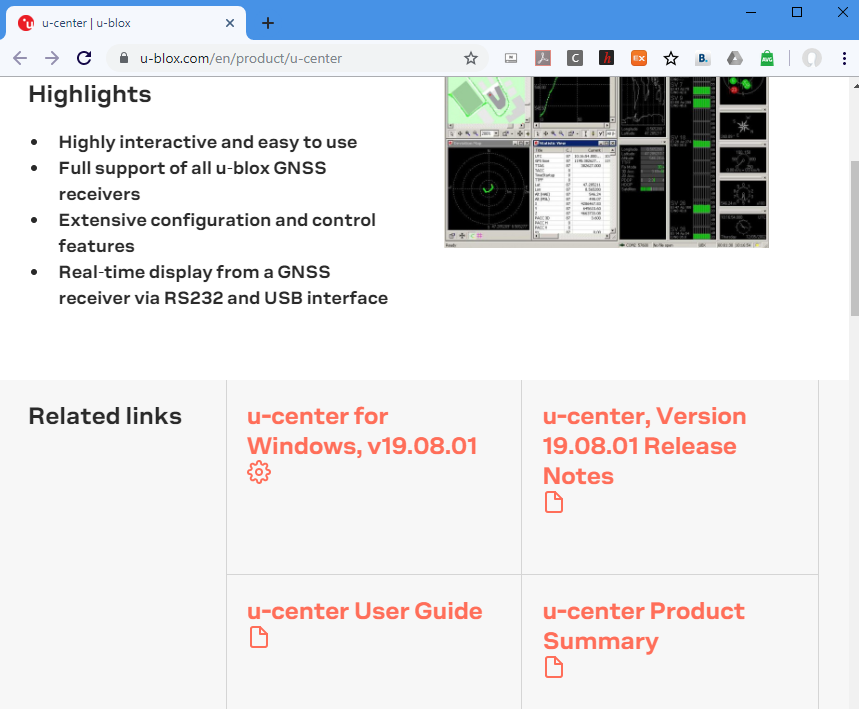 u-center | u-blox
u-blox.com/en/product/u-center
Highlights
Highly interactive and easy to use
Full support of all u-blox GNSS
receivers
Extensive configuration and control
features
Real-time display from a GNSS
receiver via RS232 and USB interface
Related links
u-center for
Windows, v19.08.01
u-center, Version
19.08.01 Release
Notes
u-center User Guide
u-center Product
Summary